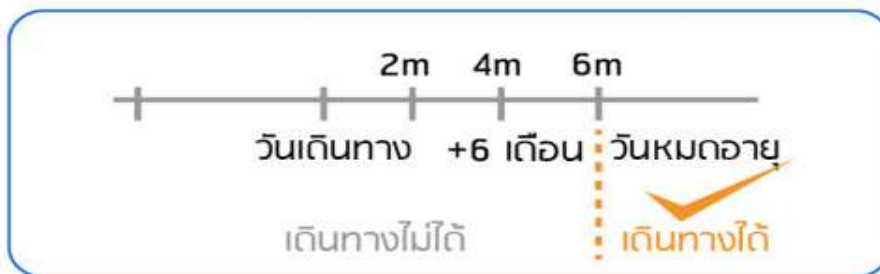 2m 4m 6m
วันเดินทาง +6 เดือน วันหมดอายุ
เดินทางไม่ได้ เดินทางได้